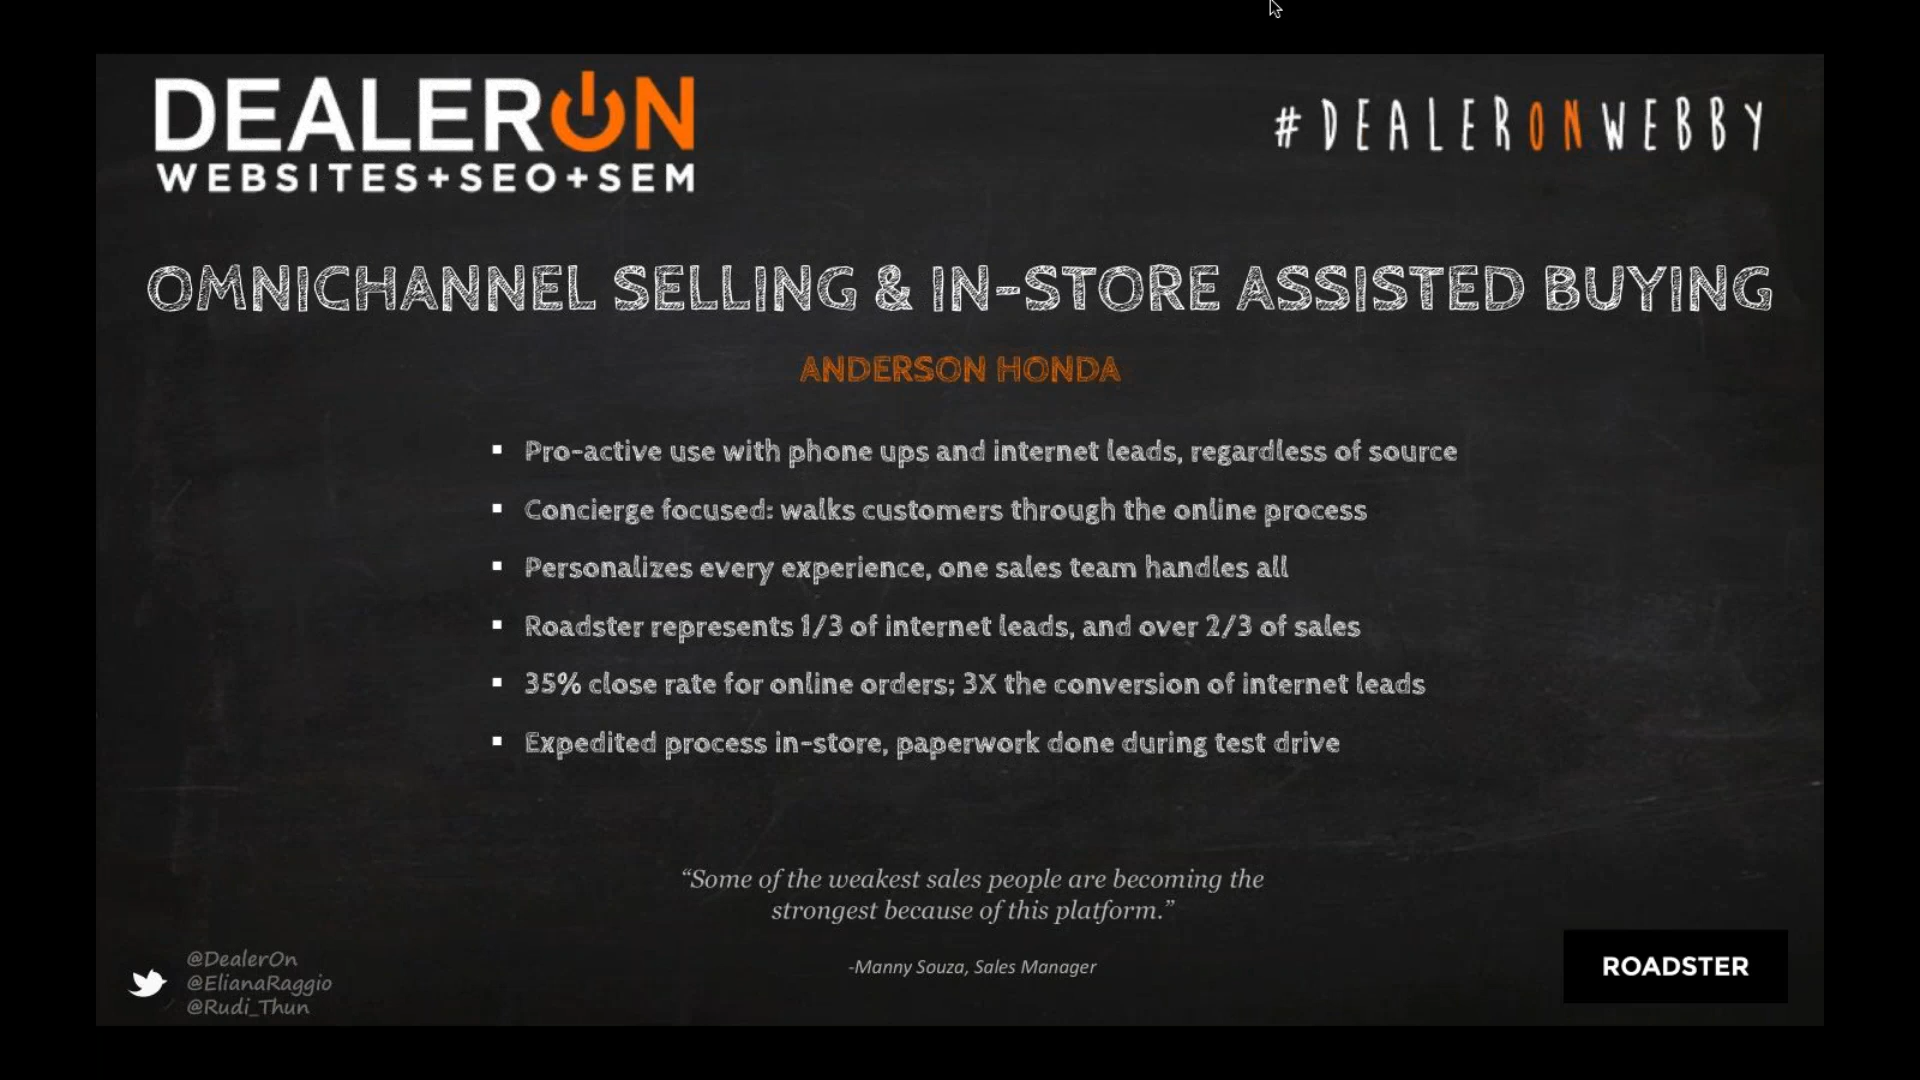 DEALERON
WEBSITES+SEO+SEM
#DEALERONWEBBY
OMNICHANNEL SELLING & IN-STORE ASSISTED BUYING
ANDERSON HONDA
▪ Pro-active use with phone ups and internet leads, regardless of source
▪ Concierge focused: walks customers through the online process
▪ Personalizes every experience, one sales team handles all
▪ Roadster represents 1/3 of internet leads, and over 2/3 of sales
▪ 35% close rate for online orders; 3X the conversion of internet leads
▪ Expedited process in-store, paperwork done during test drive
“Some of the weakest sales people are becoming the
strongest because of this platform.”
-Manny Souza, Sales Manager
@DealerOn
@ElianaRaggio
@Rudi_Thun
ROADSTER